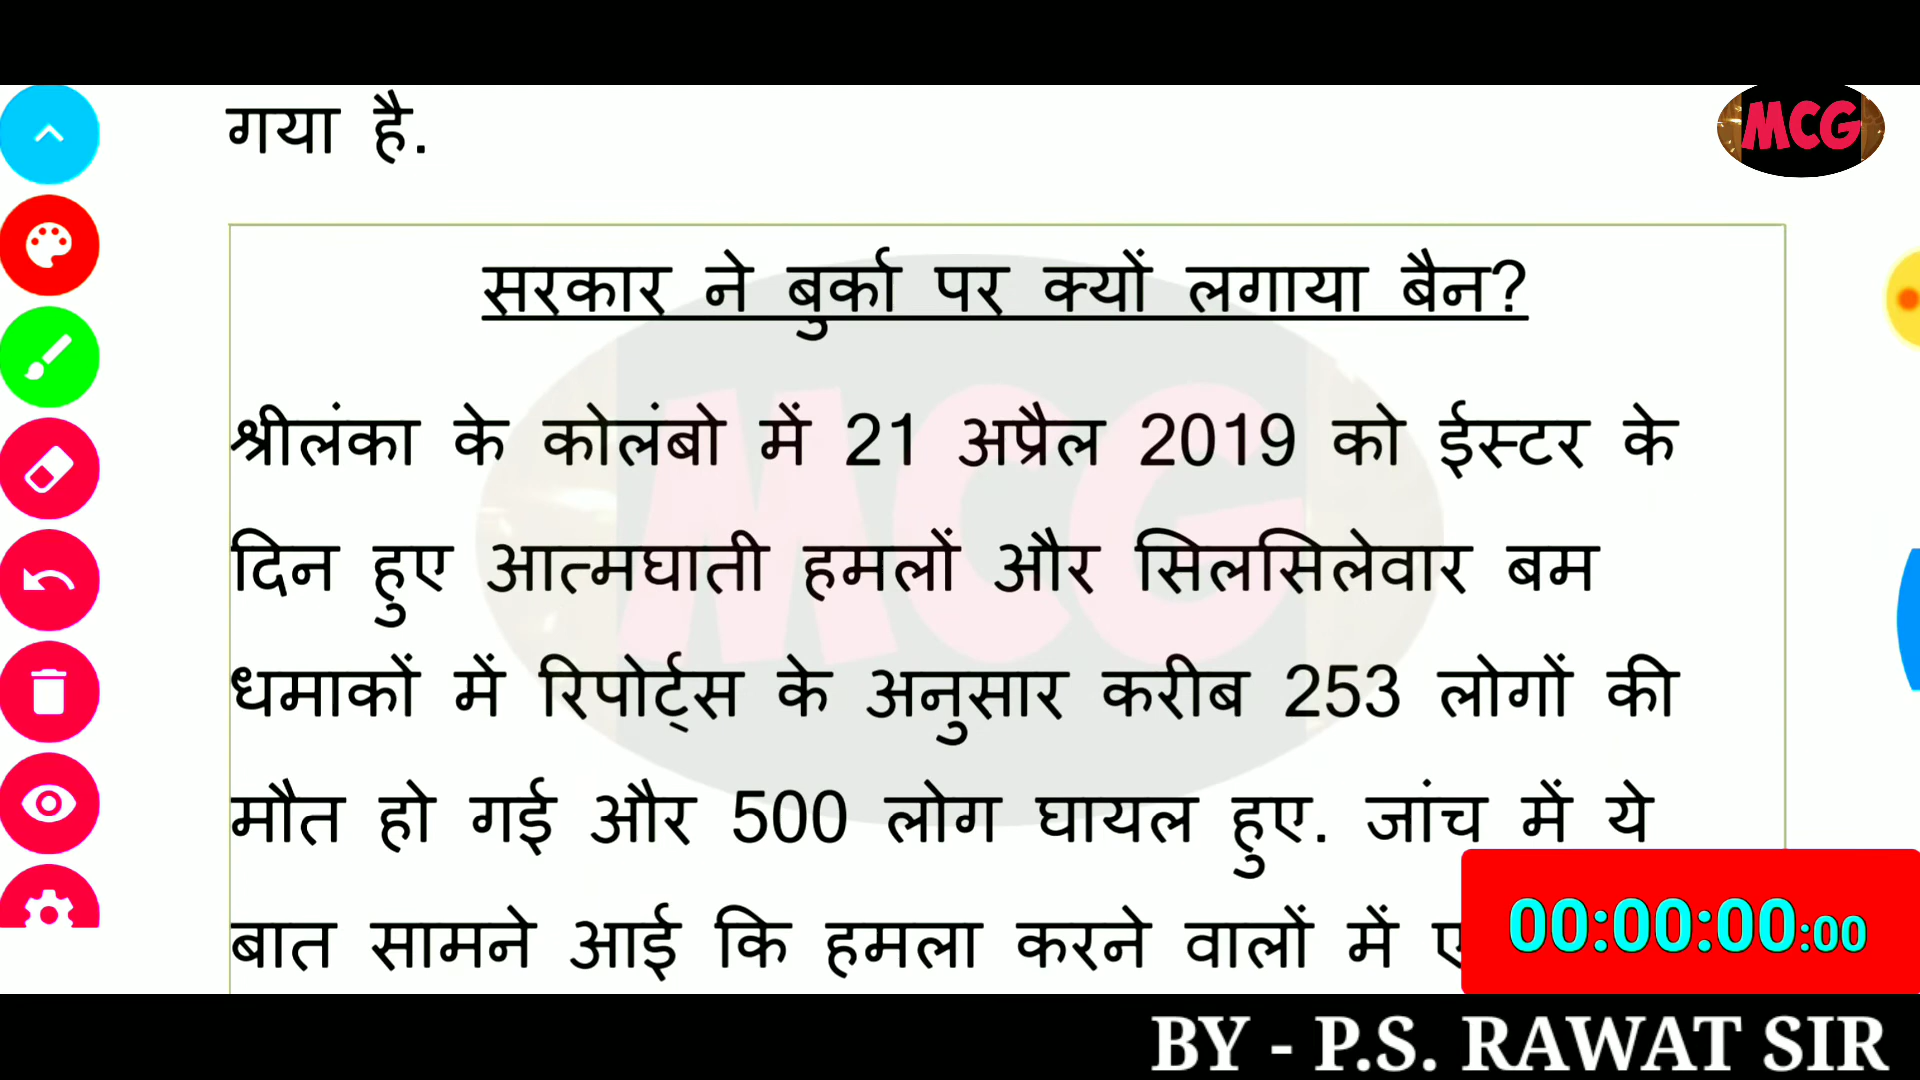 गया है.
MCG
सरकार ने बुर्का पर क्यों लगाया बैन?
श्रीलंका के कोलंबो में 21 अप्रैल 2019 को ईस्टर के
दिन हुए आत्मघाती हमलों और सिलसिलेवार बम
धमाकों में रिपोर्ट्स के अनुसार करीब 253 लोगों की
मौत हो गई और 500 लोग घायल हुए. जांच में ये
बात सामने आई कि हमला करने वालों में
00:00:00:00
BY - P.S. RAWAT SIR